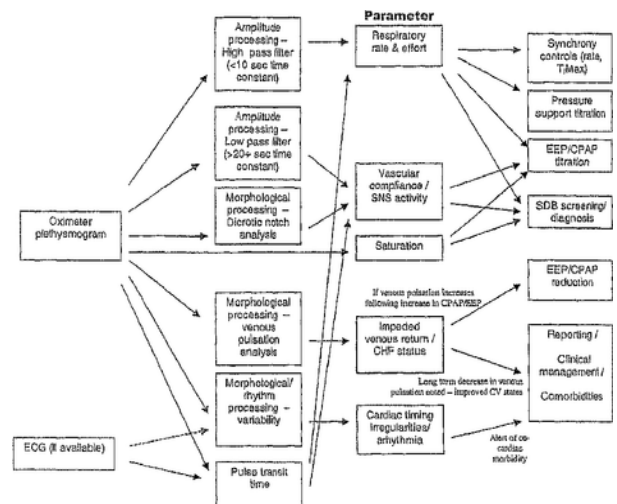 Parameter
Amplitude
processing –
High pass filter
(<10 sec time
constant)
Respiratory
rate & effort
Synchrony
controls (rate,
TiMax)
Pressure
support titration
Amplitude
processing –
Low pass filter
(>20+ sec time
constant)
EEP/CPAP
titration
Vascular
compliance /
SNS activity
Morphological
processing –
Dicrotic notch
analysis
SDB screening/
diagnosis
Oximeter
plethysmogram
Saturation
EEP/CPAP
reduction
If venous pulsation increases
following increase in CPAP/EEP
Morphological
processing –
venous
pulsation
analysis
Impeded
venous return /
CHF status
Reporting /
Clinical
management /
Comorbidities
Long term decrease in venous
pulsation noted – improved CV states
Morphological/
rhythm
processing –
variability
Cardiac timing
irregularities/
arhythmia
Alert of co-
cardiac
morbidity
ECG (if available)
Pulse transit
time